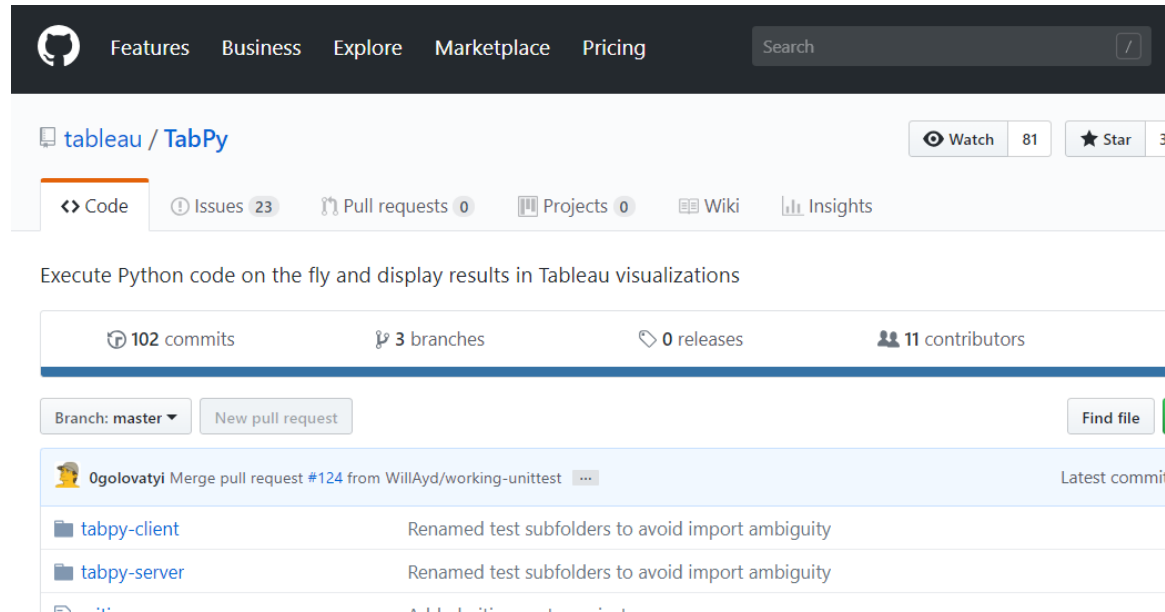 Features Business Explore Marketplace Pricing Search /
tableau / TabPy Watch 81 Star
Code Issues 23 Pull requests 0 Projects 0 Wiki Insights
Execute Python code on the fly and display results in Tableau visualizations
102 commits 3 branches 0 releases 11 contributors
Branch: master New pull request Find file
0golovatyi Merge pull request #124 from WillAyd/working-unittest ... Latest commit
tabpy-client Renamed test subfolders to avoid import ambiguity
tabpy-server Renamed test subfolders to avoid import ambiguity